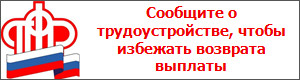 Сообщите о
трудоустройстве, чтобы
избежать возврата
выплаты